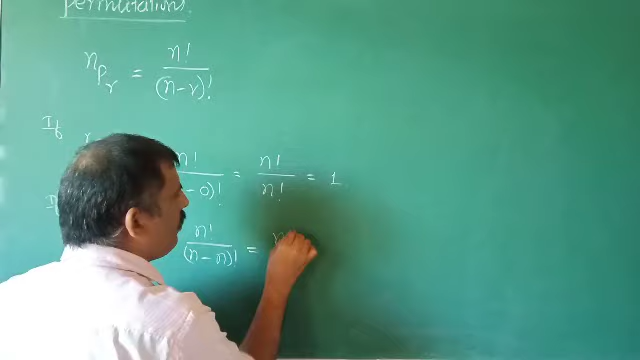 permutations.
nPr = n! / (n-r)!
If r
n! / (n-0)! = n! / n! = 1
n! / (n-n)! = n